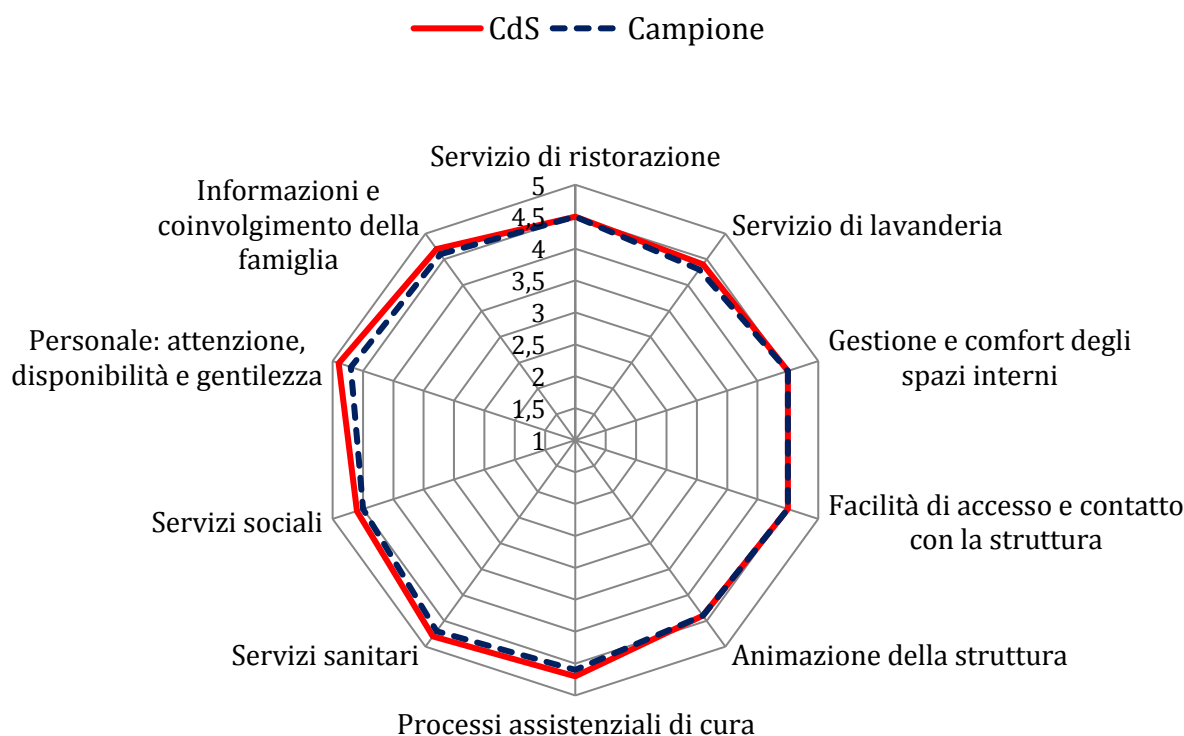 CdS Campione
Servizio di ristorazione
Informazioni e
coinvolgimento della
famiglia
Servizio di lavanderia
Personale: attenzione,
disponibilità e gentilezza
Gestione e comfort degli
spazi interni
5
4,5
4
3,5
3
2,5
2
1,5
1
Servizi sociali
Facilità di accesso e contatto
con la struttura
Servizi sanitari
Animazione della struttura
Processi assistenziali di cura